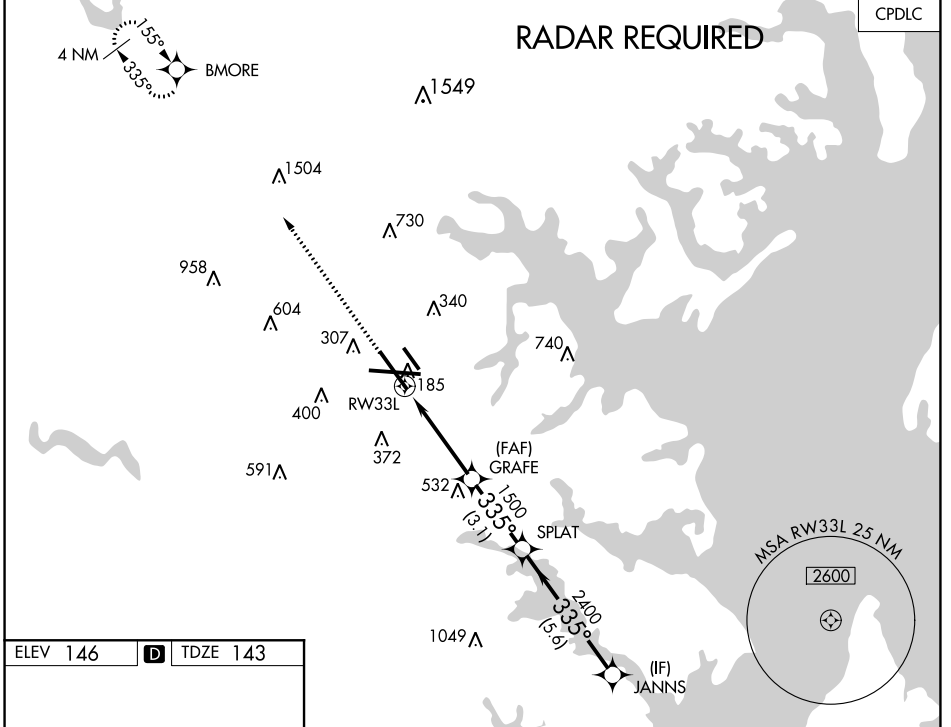 CPDLC
RADAR REQUIRED
155°
4 NM
335°
BMORE
1549
1504
730
958
604
340
307
740
185
RW33L
400
372
(FAF)
GRAFE
591
532
1500
335°
(3.1)
SPLAT
MSA RW33L 25 NM
2600
2400
335°
(5.6)
1049
(IF)
JANNS
ELEV 146 D TDZE 143